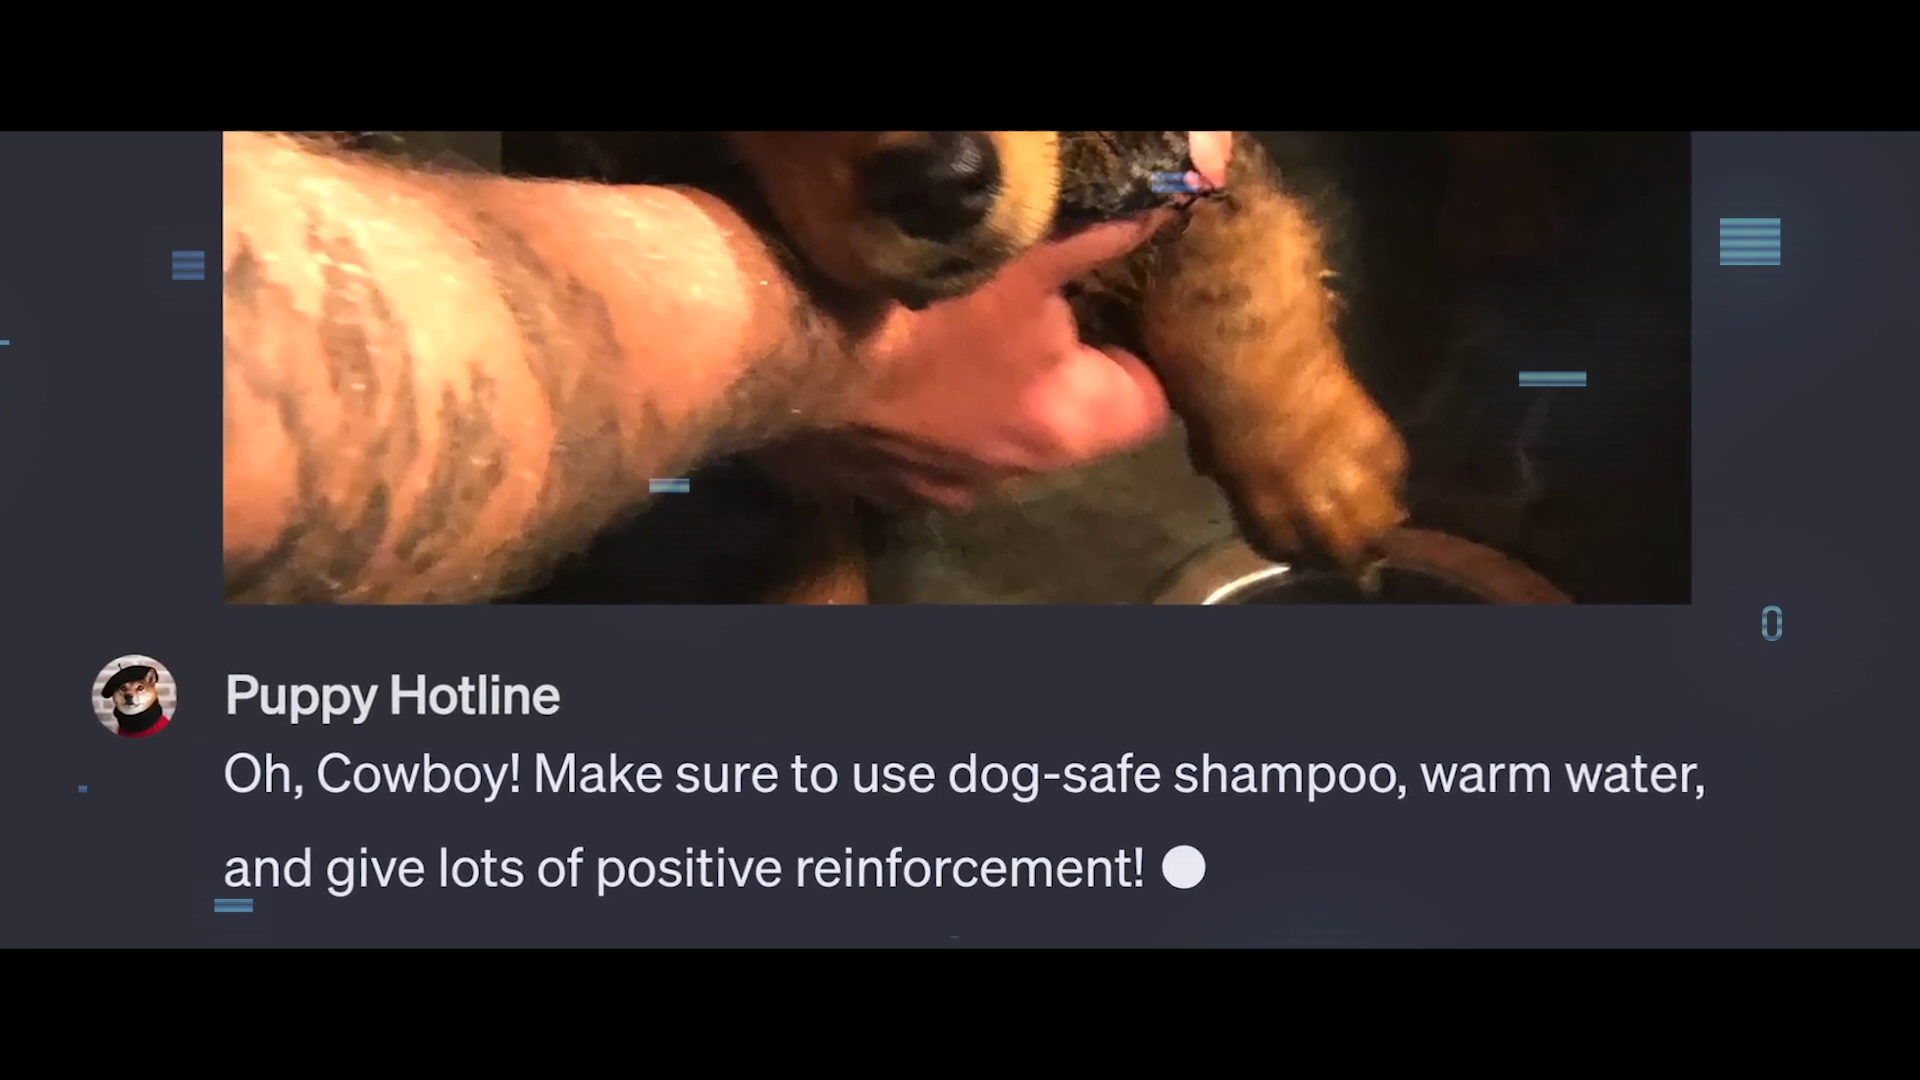 0
Puppy Hotline
Oh, Cowboy! Make sure to use dog-safe shampoo, warm water,
and give lots of positive reinforcement!